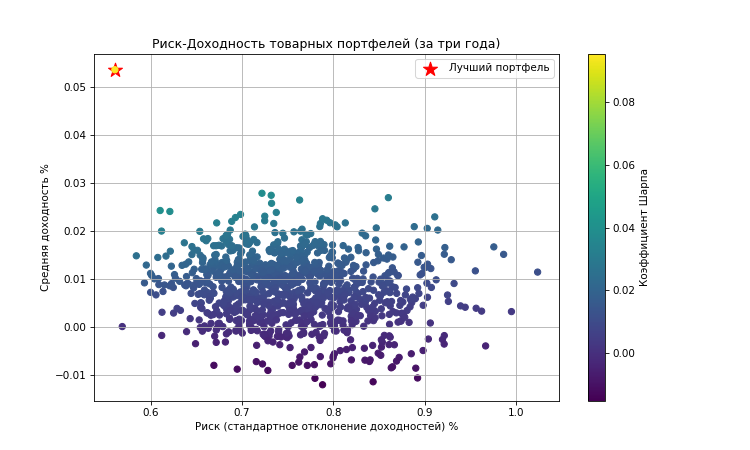 Риск-Доходность товарных портфелей (за три года)
Лучший портфель
Средняя доходность %
0.05
0.04
0.03
0.02
0.01
0.00
−0.01
0.6 0.7 0.8 0.9 1.0
Риск (стандартное отклонение доходностей) %
0.08
0.06
0.04
0.02
0.00
Коэффициент Шарпа